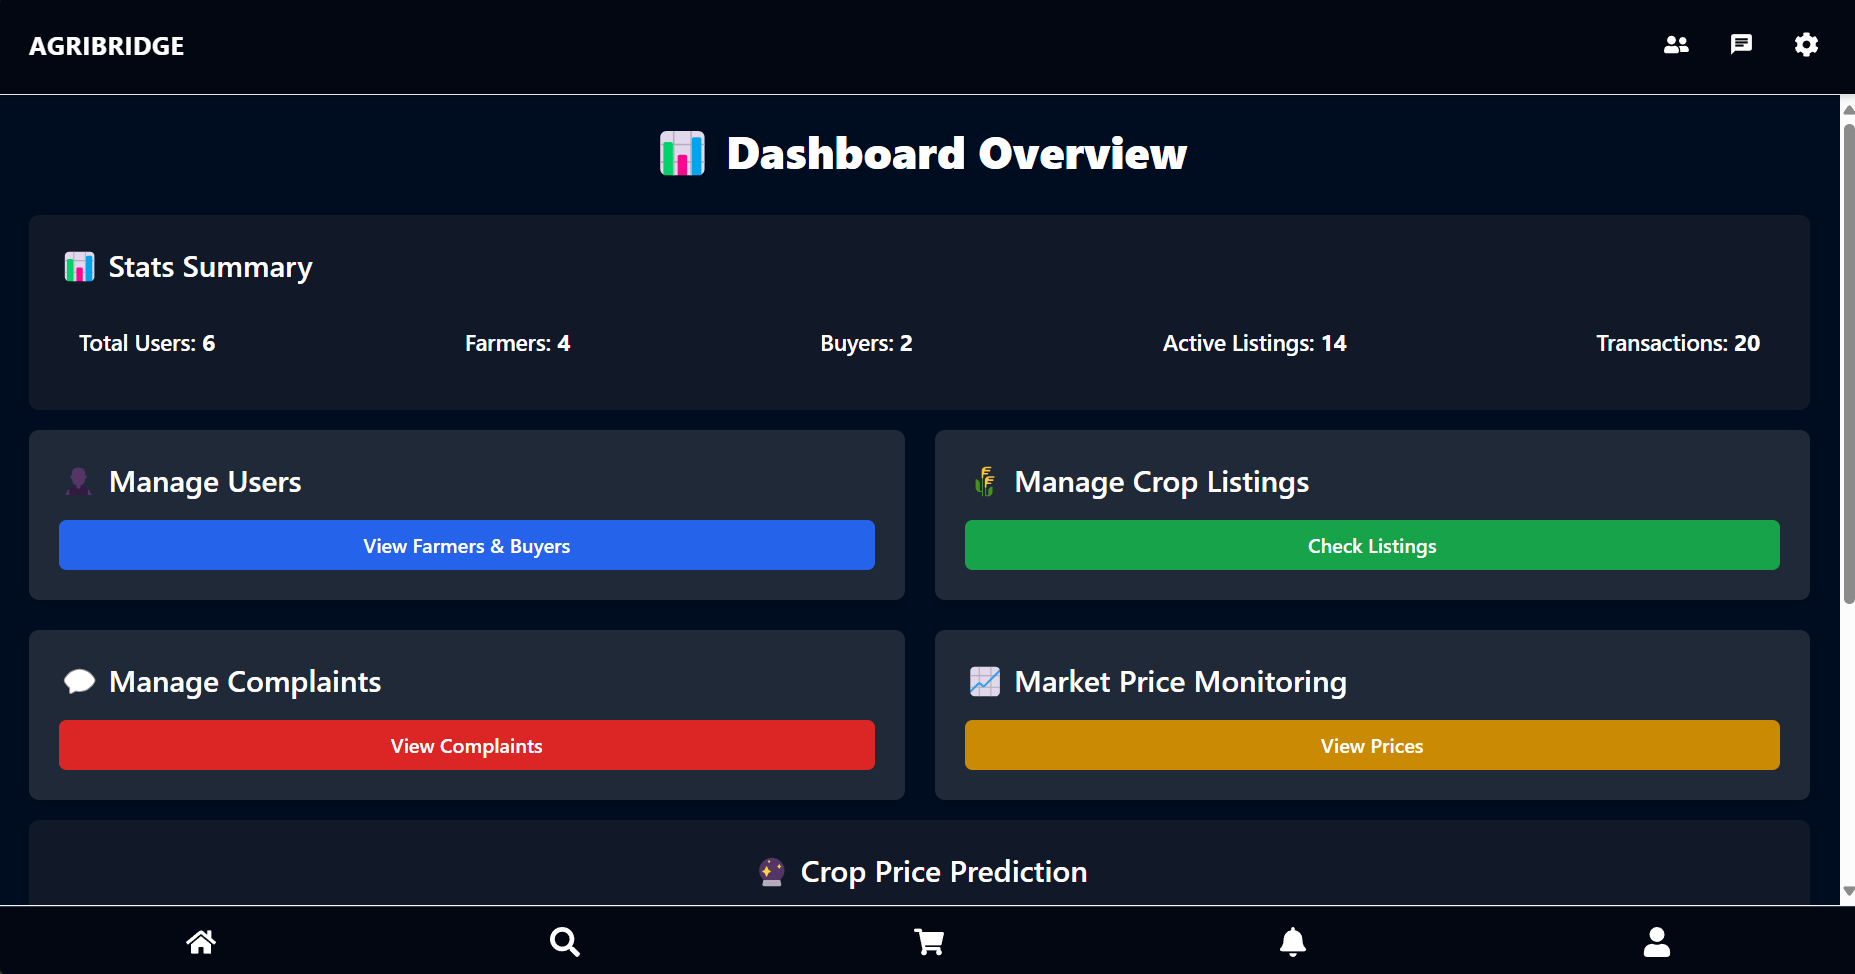 AGRIBRIDGE
Dashboard Overview
Stats Summary
Total Users: 6 Farmers: 4 Buyers: 2 Active Listings: 14 Transactions: 20
Manage Users
View Farmers & Buyers
Manage Crop Listings
Check Listings
Manage Complaints
View Complaints
Market Price Monitoring
View Prices
Crop Price Prediction